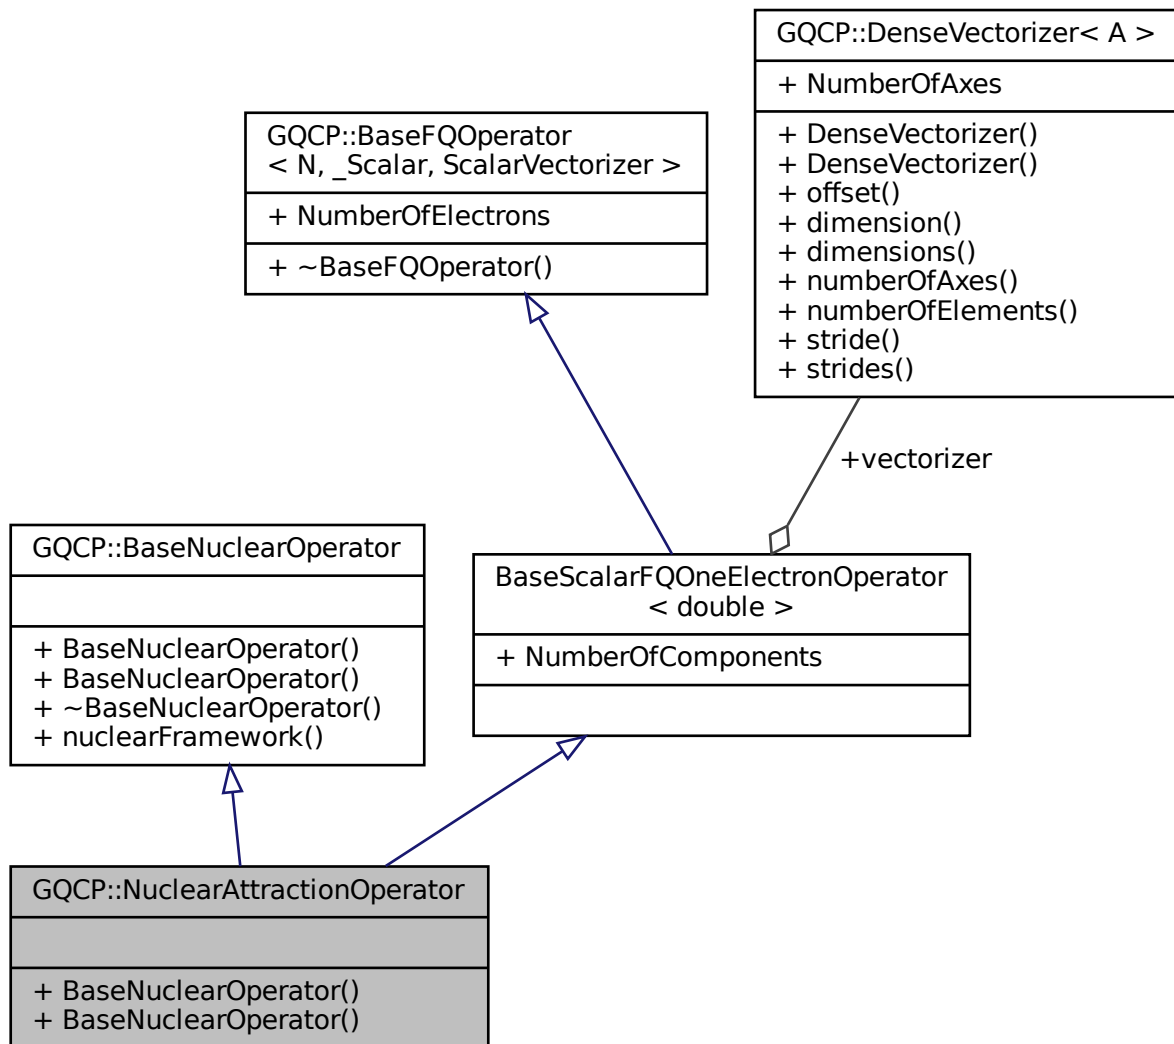 GQCP::DenseVectorizer< A >
+ NumberOfAxes
+ DenseVectorizer()
+ DenseVectorizer()
+ offset()
+ dimension()
+ dimensions()
+ numberOfAxes()
+ numberOfElements()
+ stride()
+ strides()
GQCP::BaseFQOperator
< N, _Scalar, ScalarVectorizer >
+ NumberOfElectrons
+ ~BaseFQOperator()
+vectorizer
GQCP::BaseNuclearOperator
+ BaseNuclearOperator()
+ BaseNuclearOperator()
+ ~BaseNuclearOperator()
+ nuclearFramework()
BaseScalarFQOneElectronOperator
< double >
+ NumberOfComponents
GQCP::NuclearAttractionOperator
+ BaseNuclearOperator()
+ BaseNuclearOperator()